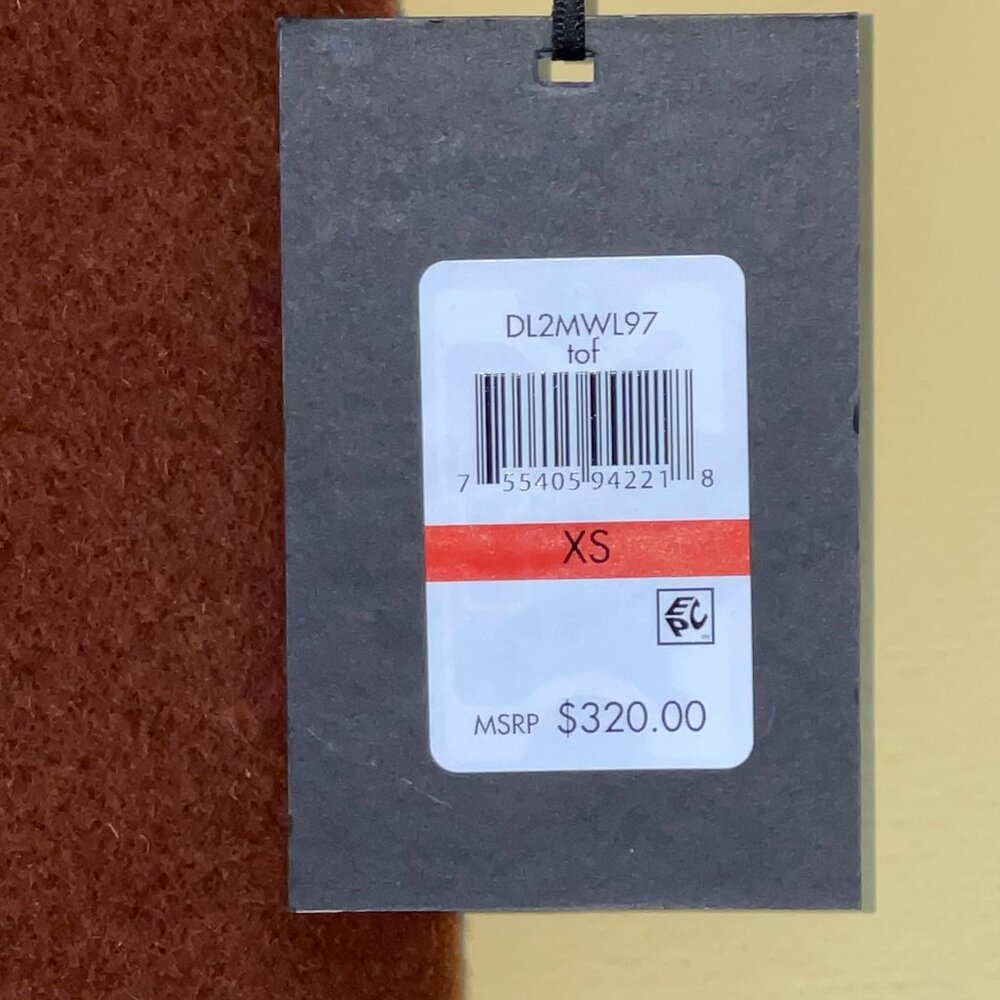 DL2MWL97
tof
7 55405 94221 8
XS
EPC
MSRP $320.00